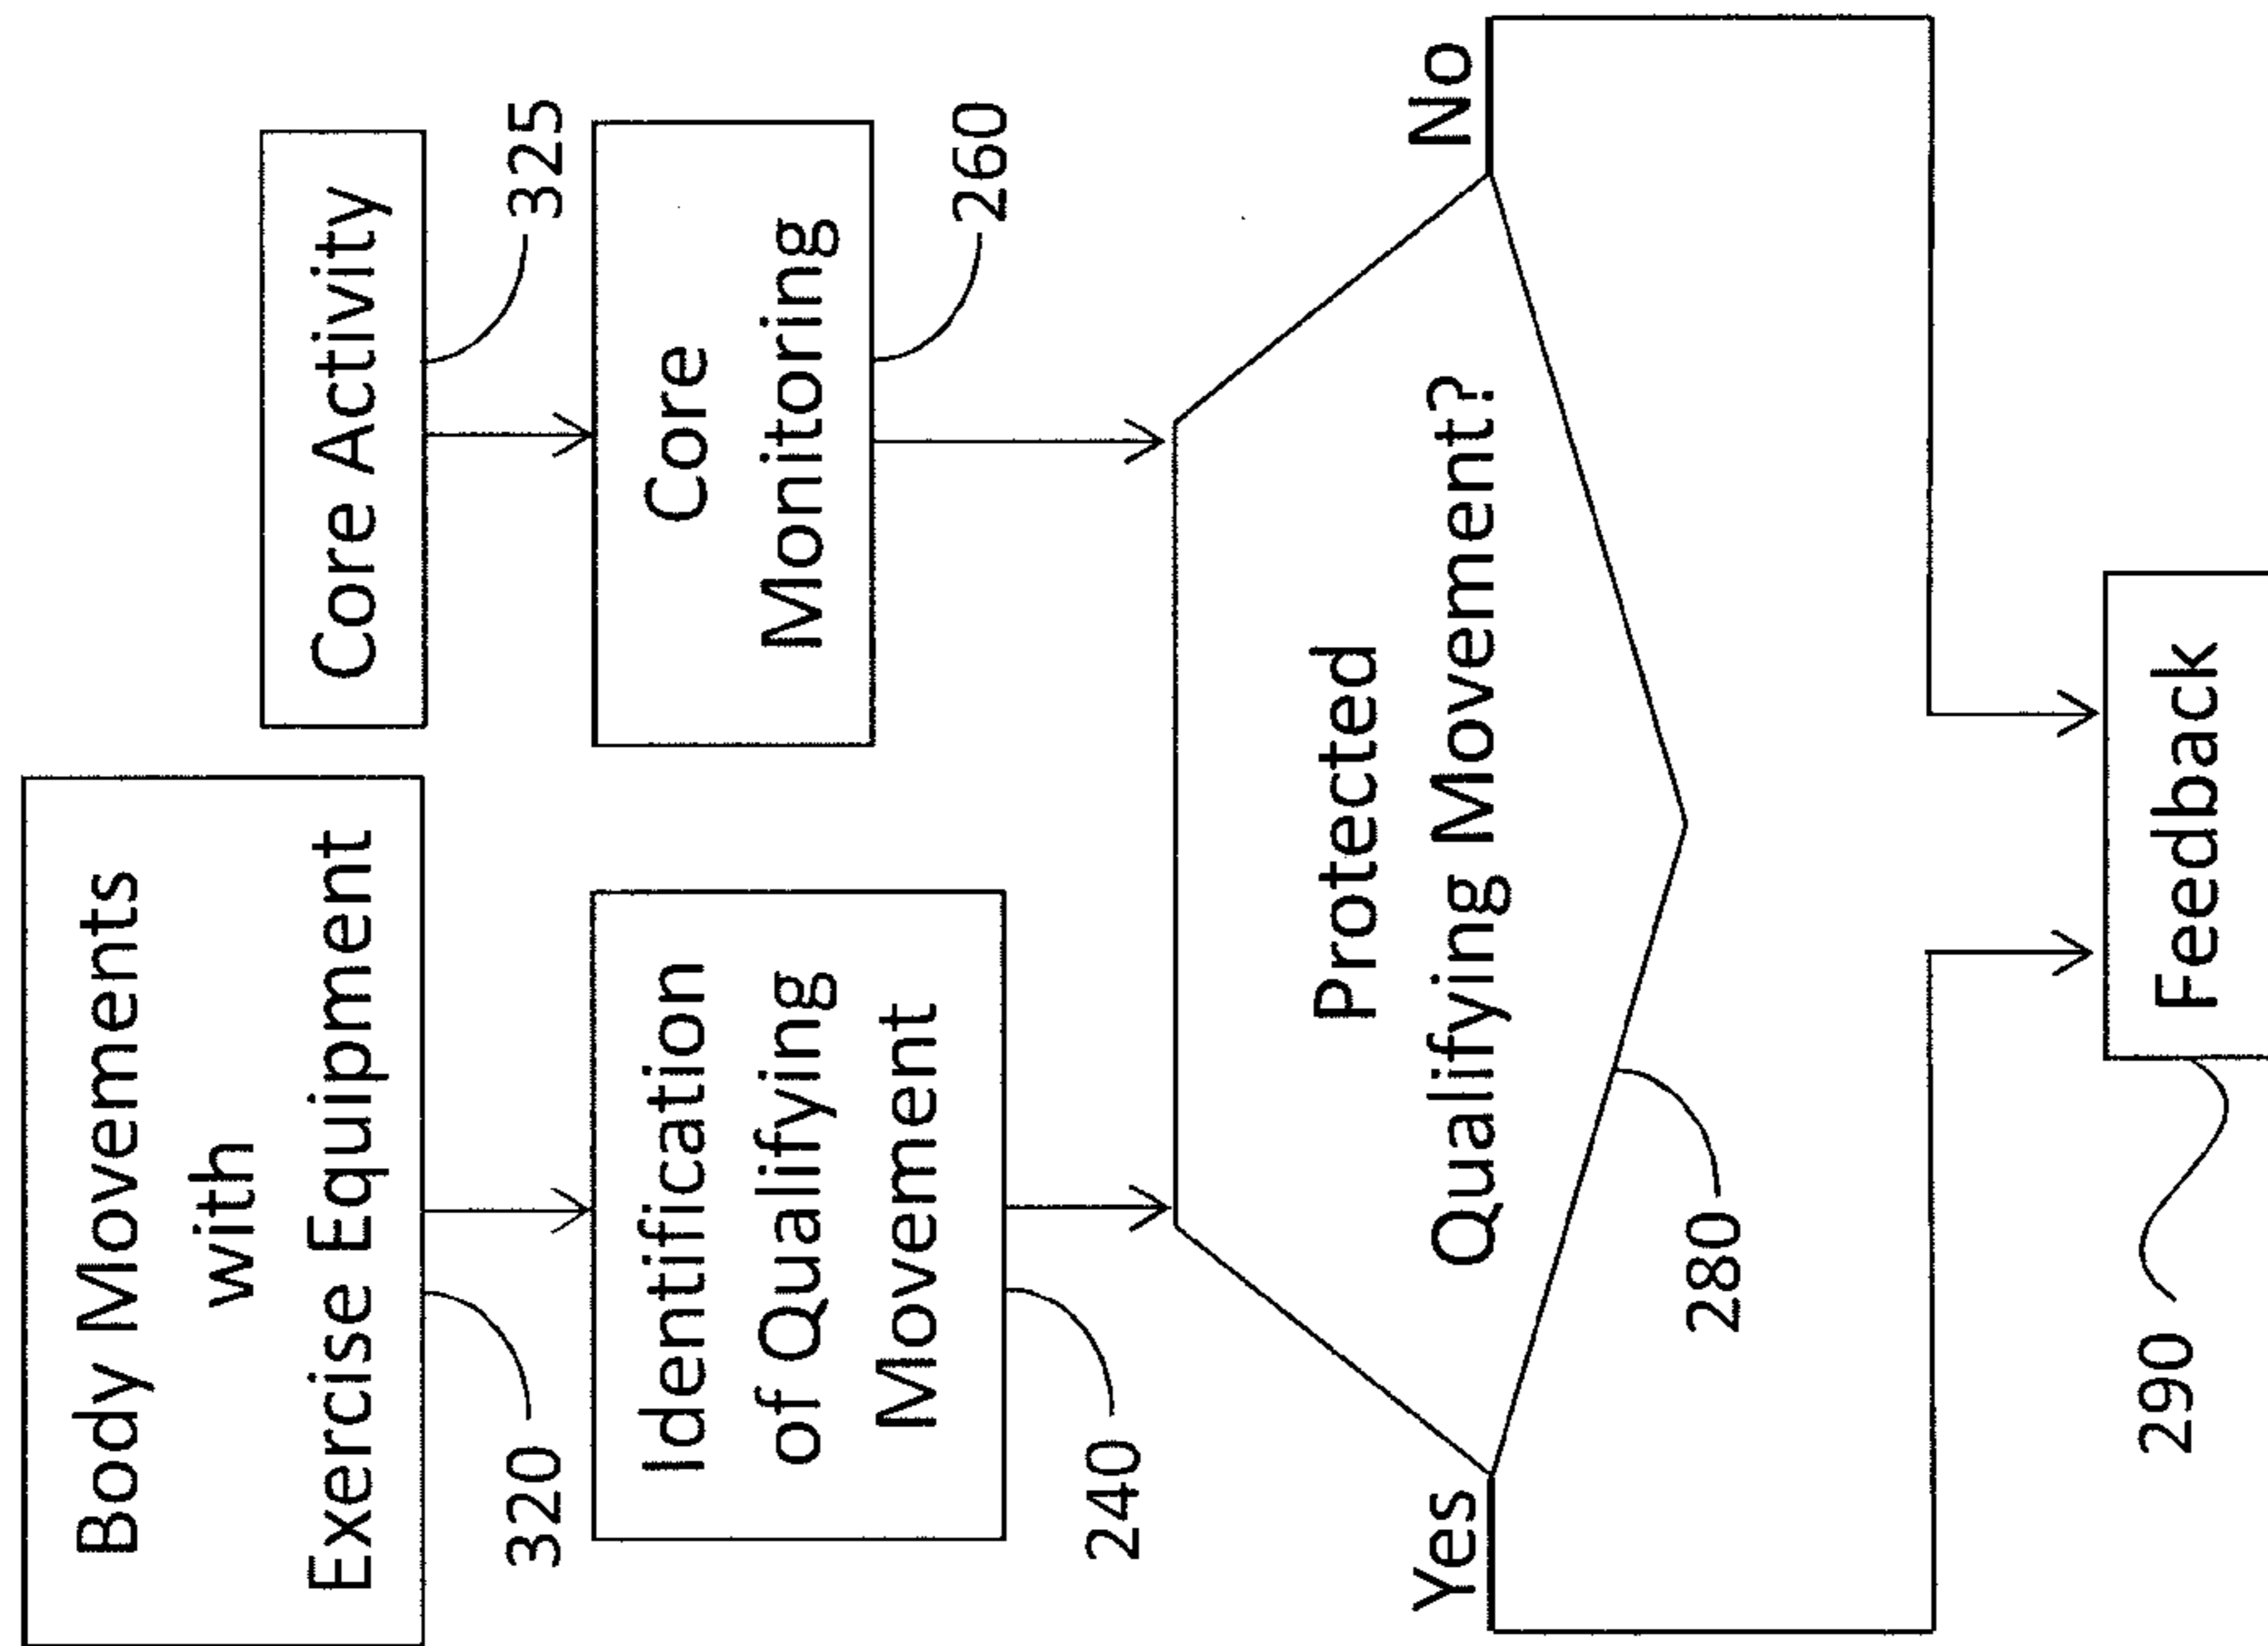 Body Movements
with
Exercise Equipment
320
Core Activity
325
Identification
of Qualifying
Movement
240
Core
Monitoring
260
Protected
Qualifying Movement?
Yes
No
280
Feedback
290